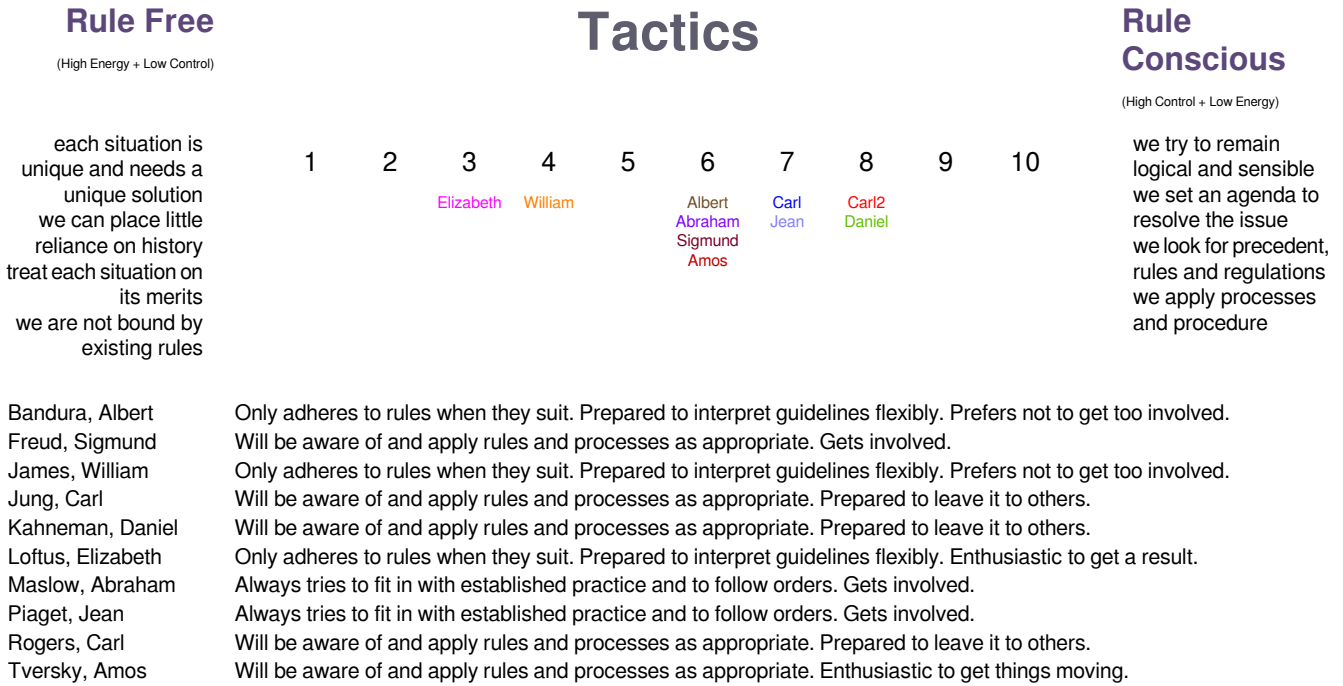 Rule Free
(High Energy + Low Control)
Tactics
Rule
Conscious
(High Control + Low Energy)
each situation is
unique and needs a
unique solution
we can place little
reliance on history
treat each situation on
its merits
we are not bound by
existing rules
1 2 3 4 5 6 7 8 9 10
Elizabeth William Albert Carl Carl2
Abraham Jean Daniel
Sigmund
Amos
we try to remain
logical and sensible
we set an agenda to
resolve the issue
we look for precedent,
rules and regulations
we apply processes
and procedure
Bandura, Albert Only adheres to rules when they suit. Prepared to interpret guidelines flexibly. Prefers not to get too involved.
Freud, Sigmund Will be aware of and apply rules and processes as appropriate. Gets involved.
James, William Only adheres to rules when they suit. Prepared to interpret guidelines flexibly. Prefers not to get too involved.
Jung, Carl Will be aware of and apply rules and processes as appropriate. Prepared to leave it to others.
Kahneman, Daniel Will be aware of and apply rules and processes as appropriate. Prepared to leave it to others.
Loftus, Elizabeth Only adheres to rules when they suit. Prepared to interpret guidelines flexibly. Enthusiastic to get a result.
Maslow, Abraham Always tries to fit in with established practice and to follow orders. Gets involved.
Piaget, Jean Always tries to fit in with established practice and to follow orders. Gets involved.
Rogers, Carl Will be aware of and apply rules and processes as appropriate. Prepared to leave it to others.
Tversky, Amos Will be aware of and apply rules and processes as appropriate. Enthusiastic to get things moving.